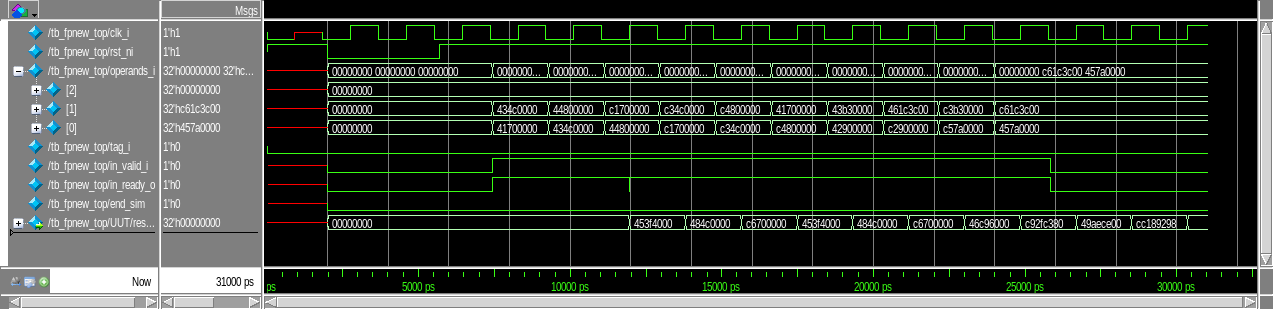 Msgs
/tb_fpnew_top/clk_i 1'h1
/tb_fpnew_top/rst_ni 1'h1
/tb_fpnew_top/operands_i 32'h00000000 32'hc... 00000000 00000000 00000000 0000000... 0000000... 0000000... 0000000... 0000000... 0000000... 0000000... 0000000... 0000000... 00000000 c61c3c00 457a0000
[2] 32'h00000000 00000000
[1] 32'hc61c3c00 00000000 434c0000 44800000 c1700000 c34c0000 c4800000 41700000 43b30000 461c3c00 c3b30000 c61c3c00
[0] 32'h457a0000 00000000 41700000 434c0000 44800000 c1700000 c34c0000 c4800000 42900000 c2900000 c57a0000 457a0000
/tb_fpnew_top/tag_i 1'h0
/tb_fpnew_top/in_valid_i 1'h0
/tb_fpnew_top/in_ready_o 1'h0
/tb_fpnew_top/end_sim 1'h0
/tb_fpnew_top/UUT/res... 32'h00000000 00000000 453f4000 484c0000 c6700000 453f4000 484c0000 c6700000 46c96000 c92fc380 49aece00 cc189298
Now 31000 ps ps 5000 ps 10000 ps 15000 ps 20000 ps 25000 ps 30000 ps